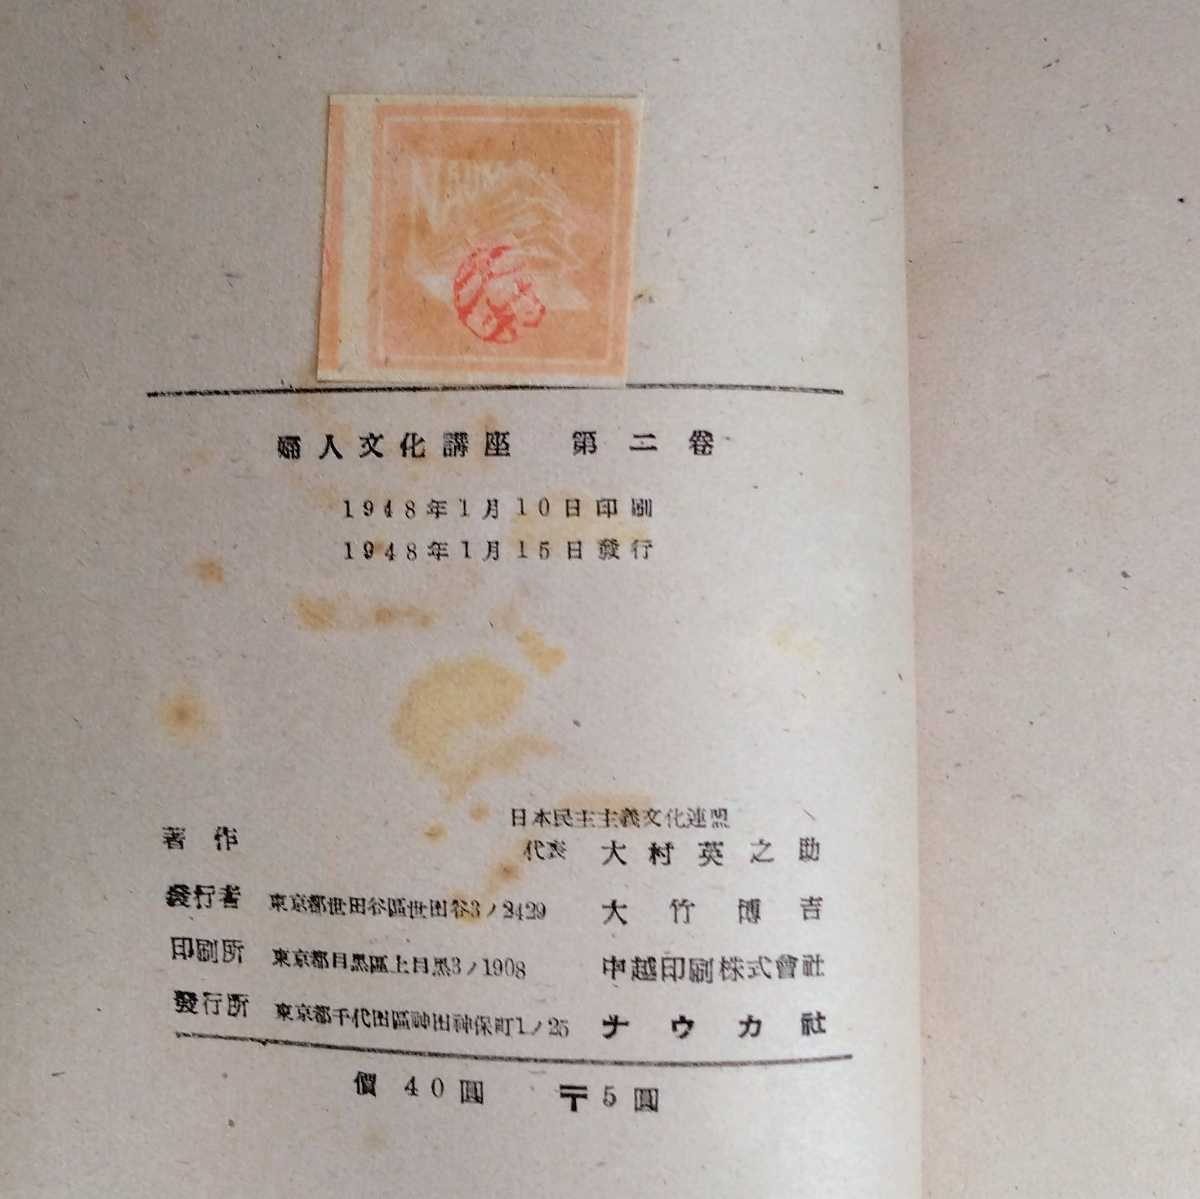 婦人文化講座 第二卷
1948年1月10日印刷
1948年1月15日發行
著作 日本民主主義文化連盟
代表 大村英之助
發行者 東京都世田谷區世田谷3ノ2429 大竹博吉
印刷所 東京都目黑區上目黑3ノ1908 中越印刷株式會社
發行所 東京都千代田區神田神保町1ノ25 ナウカ社
價 40圓 〒5圓